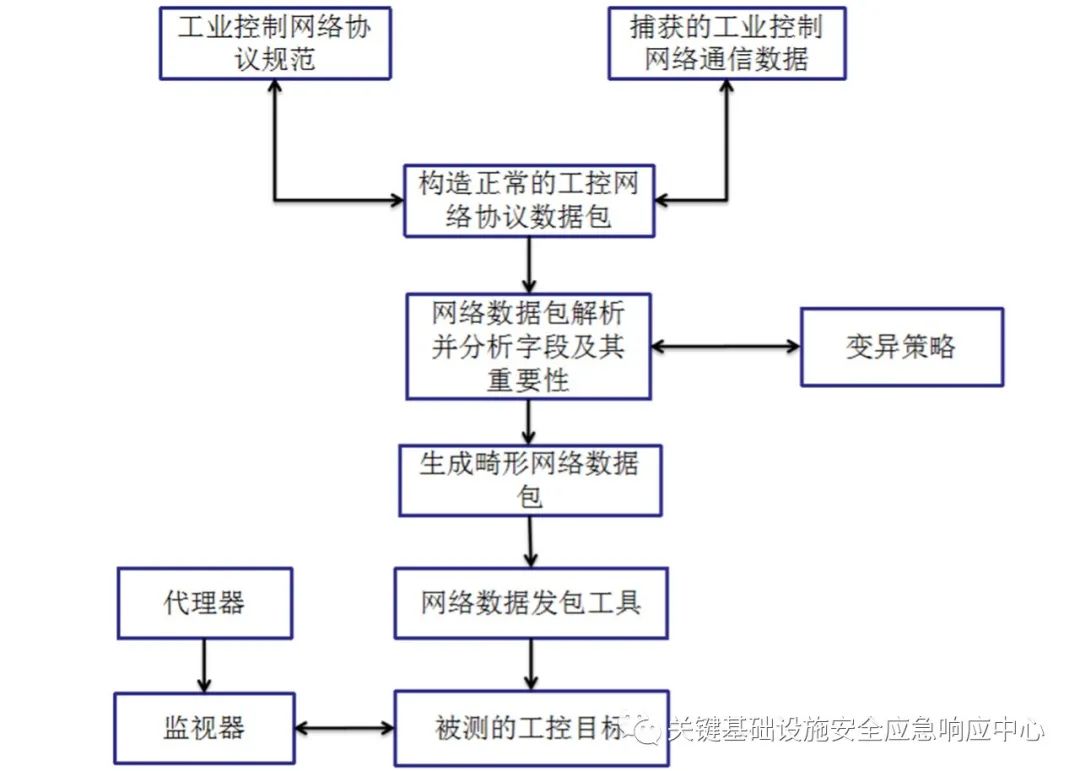 工业控制网络协
议规范
捕获的工业控制
网络通信数据
构造正常的工控网
络协议数据包
网络数据包解析
并分析字段及其
重要性
变异策略
生成畸形网络数据
包
代理器
网络数据发包工具
监视器
被测的工控目标
关键基础设施安全应急响应中心